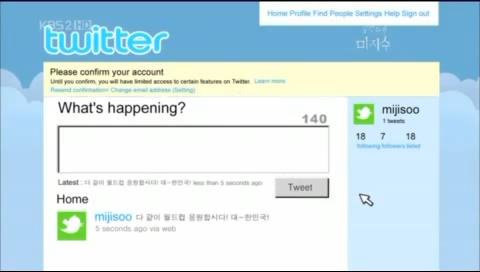 KBS2 HD
Home Profile Find People Settings Help Sign out
twitter
미지수
Please confirm your account
Until you confirm, you will have limited access to certain features on Twitter. Learn more
Resend confirmation× Change email address (Setting)
What's happening?
140
mijisoo
1 tweets
18 7 18
following followers listed
Latest : 다 같이 월드컵 응원합시다! 대~한민국! less than 5 seconds ago
Tweet
Home
mijisoo 다 같이 월드컵 응원합시다! 대~한민국!
5 seconds ago via web